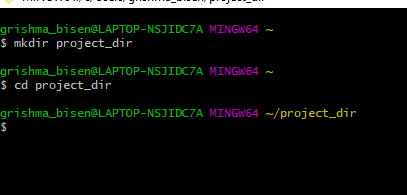 grishma_bisen@LAPTOP-NSJIDC7A MINGW64 ~
$ mkdir project_dir
grishma_bisen@LAPTOP-NSJIDC7A MINGW64 ~
$ cd project_dir
grishma_bisen@LAPTOP-NSJIDC7A MINGW64 ~/project_dir
$